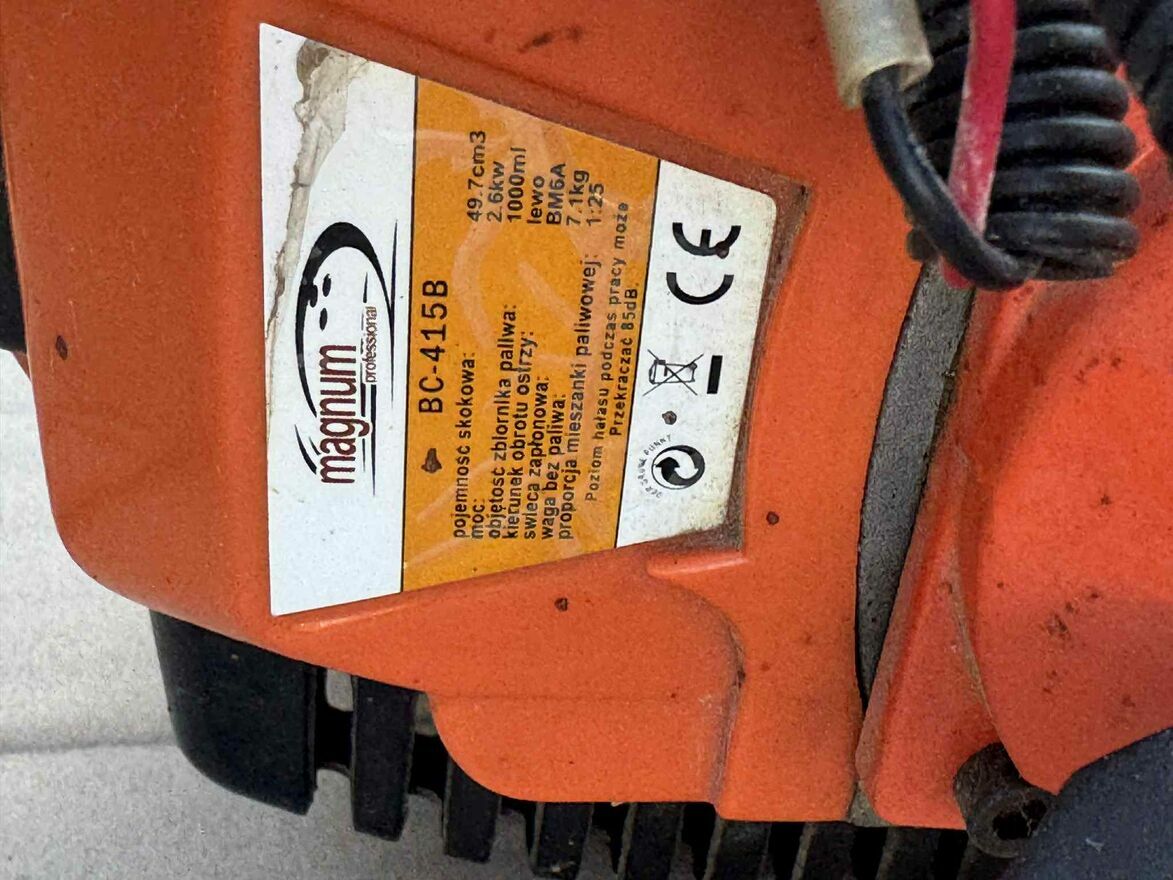 magnum
professional
BC-415B
pojemność skokowa: 49.7cm3
moc: 2.6kw
objętość zbiornika paliwa: 1000ml
kierunek obrotu ostrzy: lewo
swieca zapłonowa: BM6A
waga bez paliwa: 7.1kg
proporcja mieszanki paliwowej: 1:25
Poziom hałasu podczas pracy może
Przekraczać 85dB.
CE